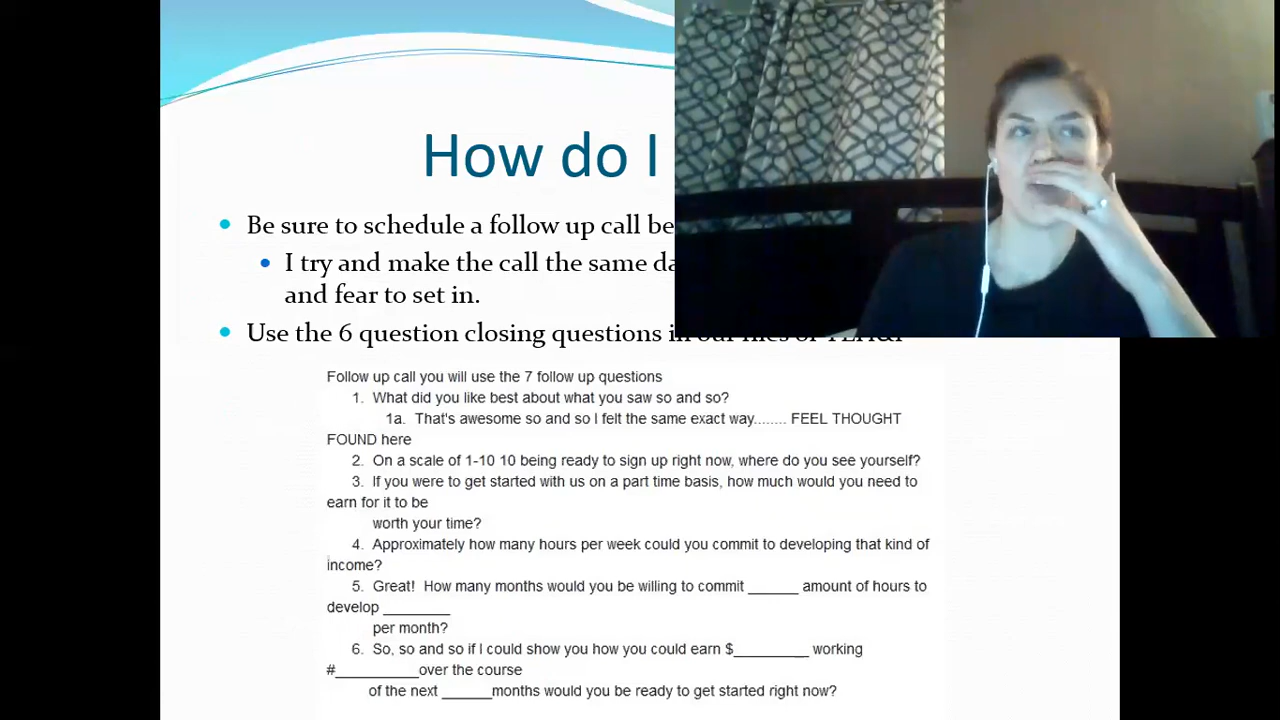 How do I
Be sure to schedule a follow up call be
I try and make the call the same da
and fear to set in.
Use the 6 question closing questions
Follow up call you will use the 7 follow up questions
1. What did you like best about what you saw so and so?
1a. That's awesome so and so I felt the same exact way........ FEEL THOUGHT
FOUND here
2. On a scale of 1-10 10 being ready to sign up right now, where do you see yourself?
3. If you were to get started with us on a part time basis, how much would you need to
earn for it to be
worth your time?
4. Approximately how many hours per week could you commit to developing that kind of
income?
5. Great! How many months would you be willing to commit ______ amount of hours to
develop ________
per month?
6. So, so and so if I could show you how you could earn $_________ working
#__________over the course
of the next ______months would you be ready to get started right now?